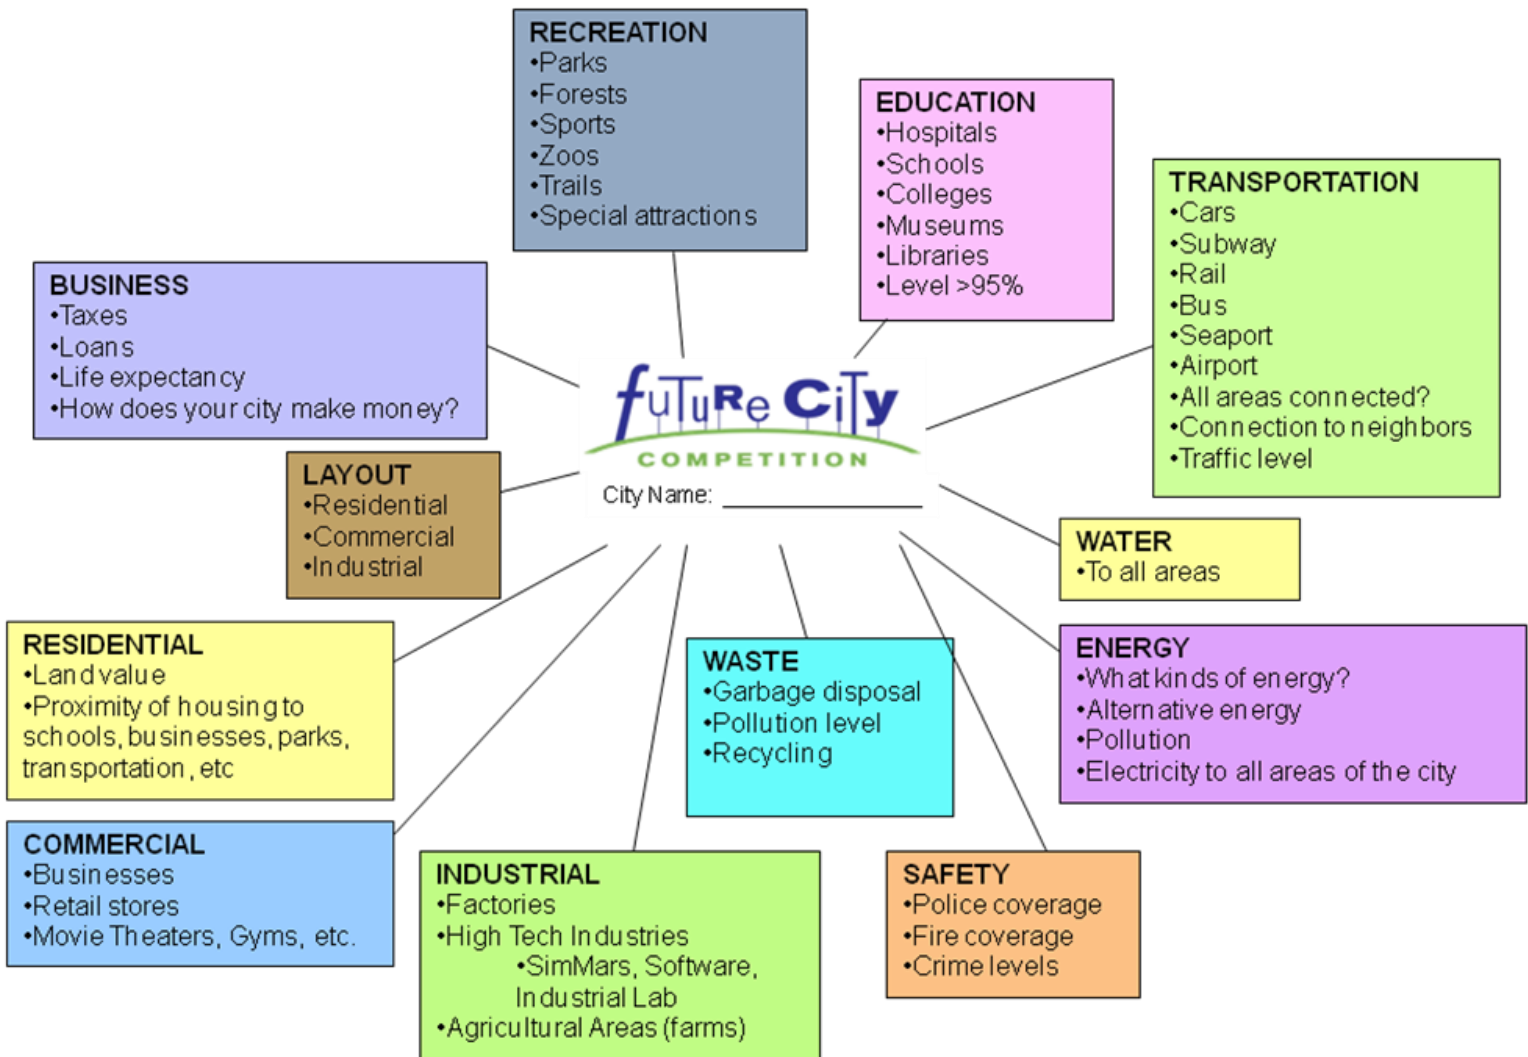 RECREATION
•Parks
•Forests
•Sports
•Zoos
•Trails
•Special attractions
EDUCATION
•Hospitals
•Schools
•Colleges
•Museums
•Libraries
•Level >95%
TRANSPORTATION
•Cars
•Subway
•Rail
•Bus
•Seaport
•Airport
•All areas connected?
•Connection to neighbors
•Traffic level
BUSINESS
•Taxes
•Loans
•Life expectancy
•How does your city make money?
fuTuRe CiTy
COMPETITION
City Name: _______________
LAYOUT
•Residential
•Commercial
•Industrial
WATER
•To all areas
RESIDENTIAL
•Land value
•Proximity of housing to
schools, businesses, parks,
transportation, etc
WASTE
•Garbage disposal
•Pollution level
•Recycling
ENERGY
•What kinds of energy?
•Alternative energy
•Pollution
•Electricity to all areas of the city
COMMERCIAL
•Businesses
•Retail stores
•Movie Theaters, Gyms, etc.
INDUSTRIAL
•Factories
•High Tech Industries
•SimMars, Software,
Industrial Lab
•Agricultural Areas (farms)
SAFETY
•Police coverage
•Fire coverage
•Crime levels